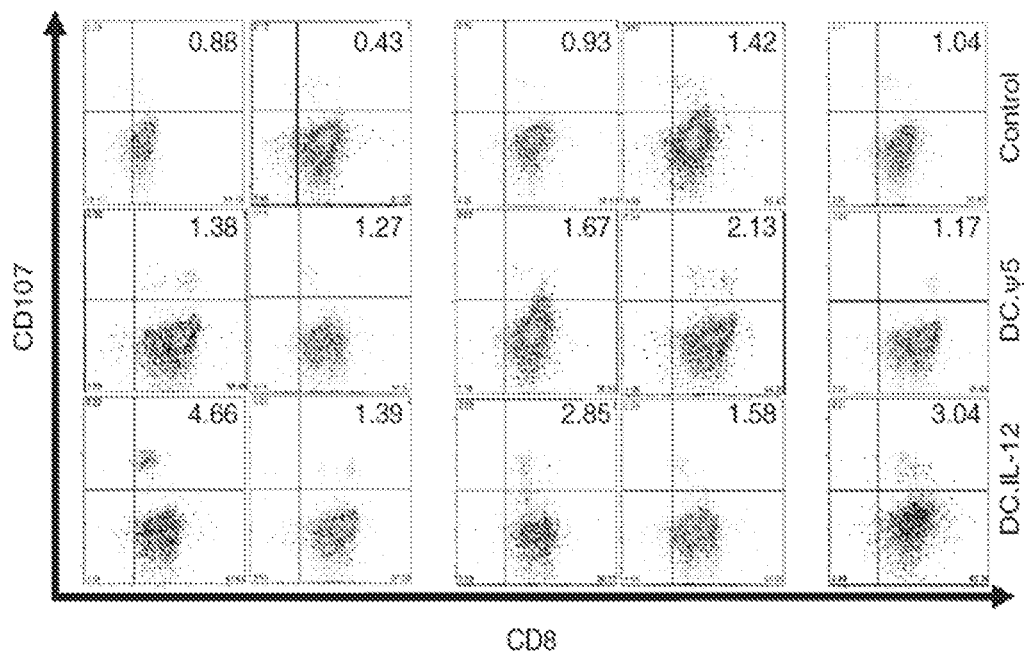 0.88 0.43 0.93 1.42 1.04
Control
1.38 1.27 1.67 2.13 1.17
DC.ψ5
4.66 1.39 2.85 1.58 3.04
DC.IL-12
CD107
CD8